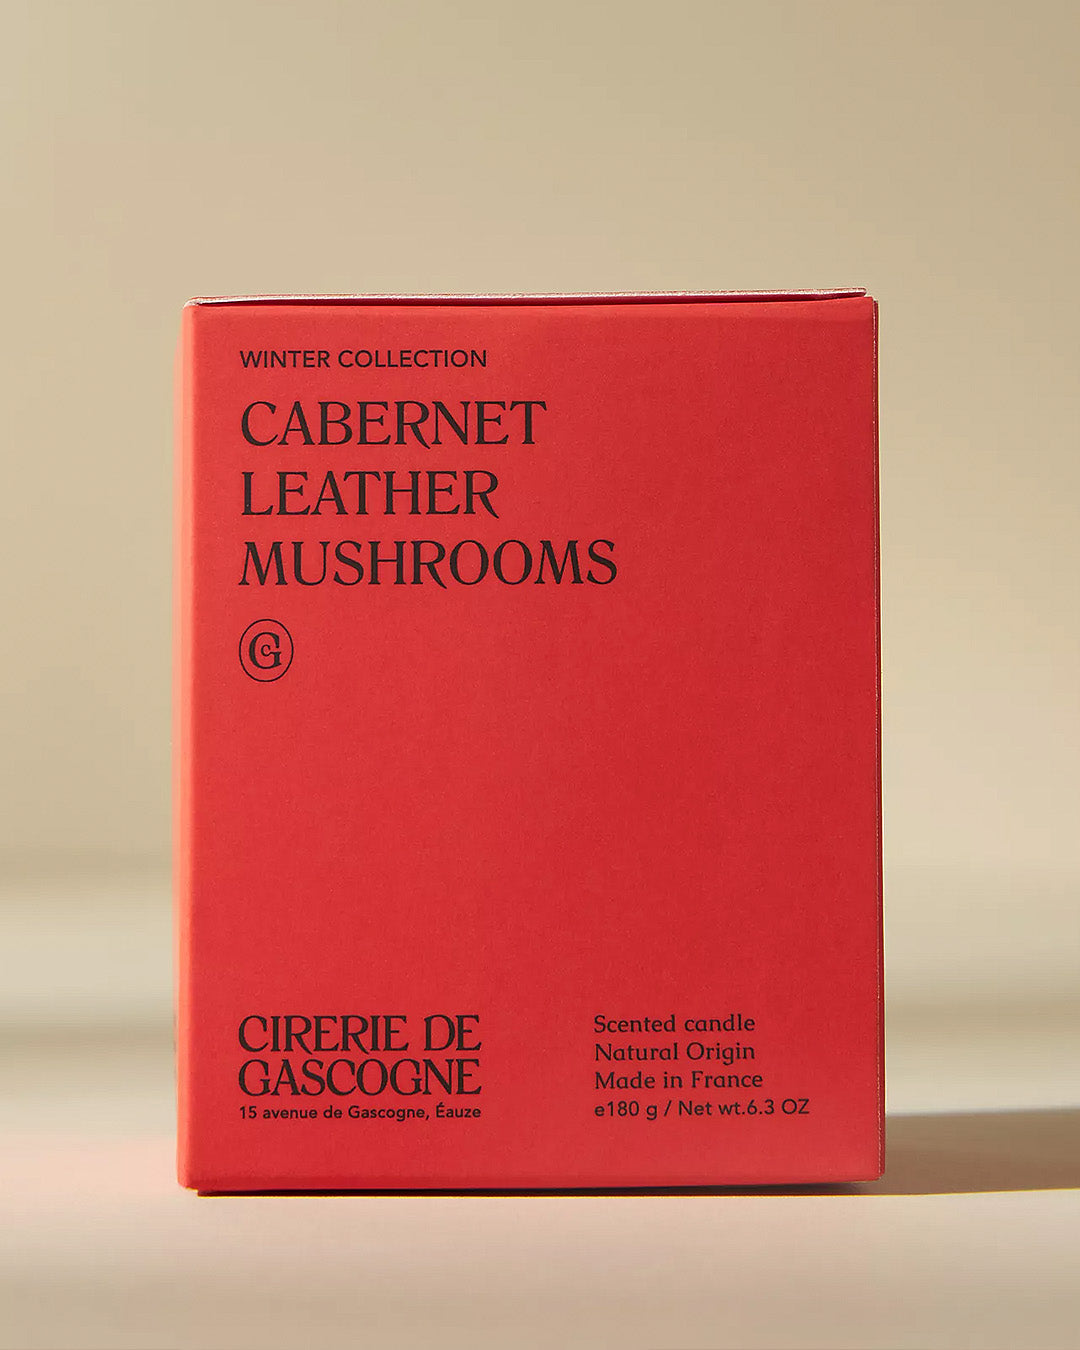 WINTER COLLECTION
CABERNET
LEATHER
MUSHROOMS
GC
CIRERIE DE
GASCOGNE
15 avenue de Gascogne, Éauze
Scented candle
Natural Origin
Made in France
e180 g / Net wt.6.3 OZ